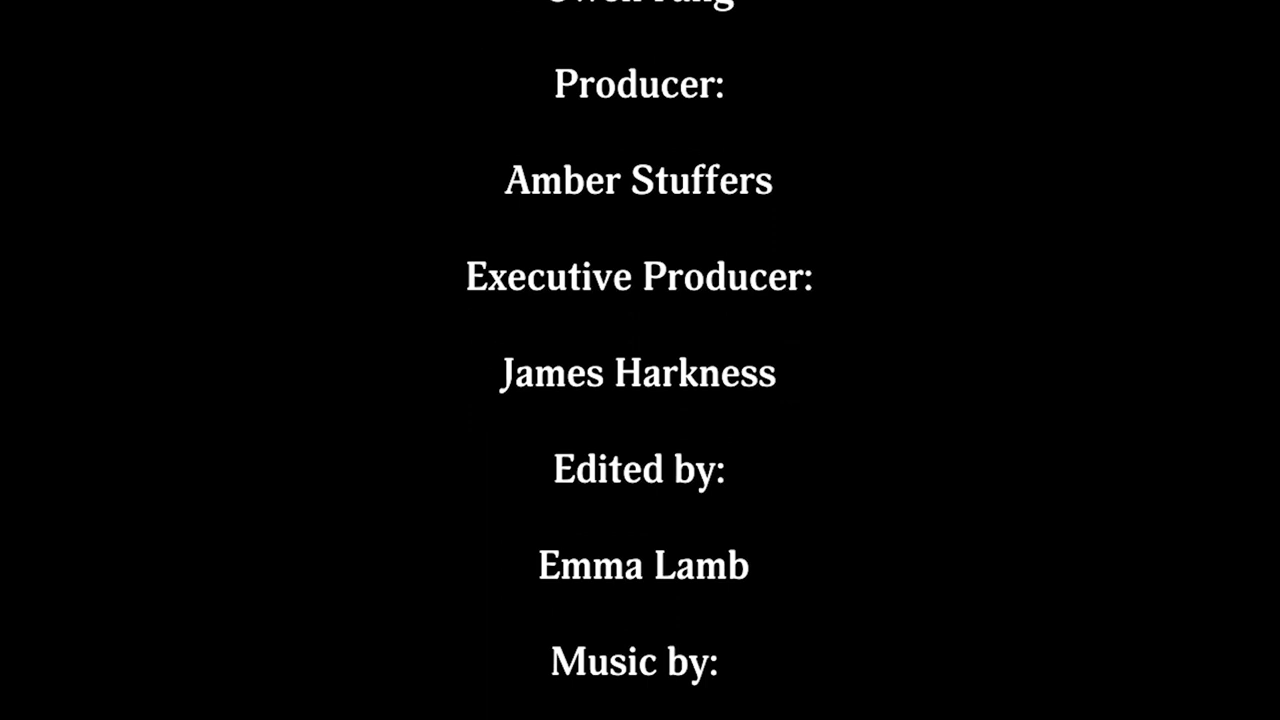 Producer:
Amber Stuffers
Executive Producer:
James Harkness
Edited by:
Emma Lamb
Music by: